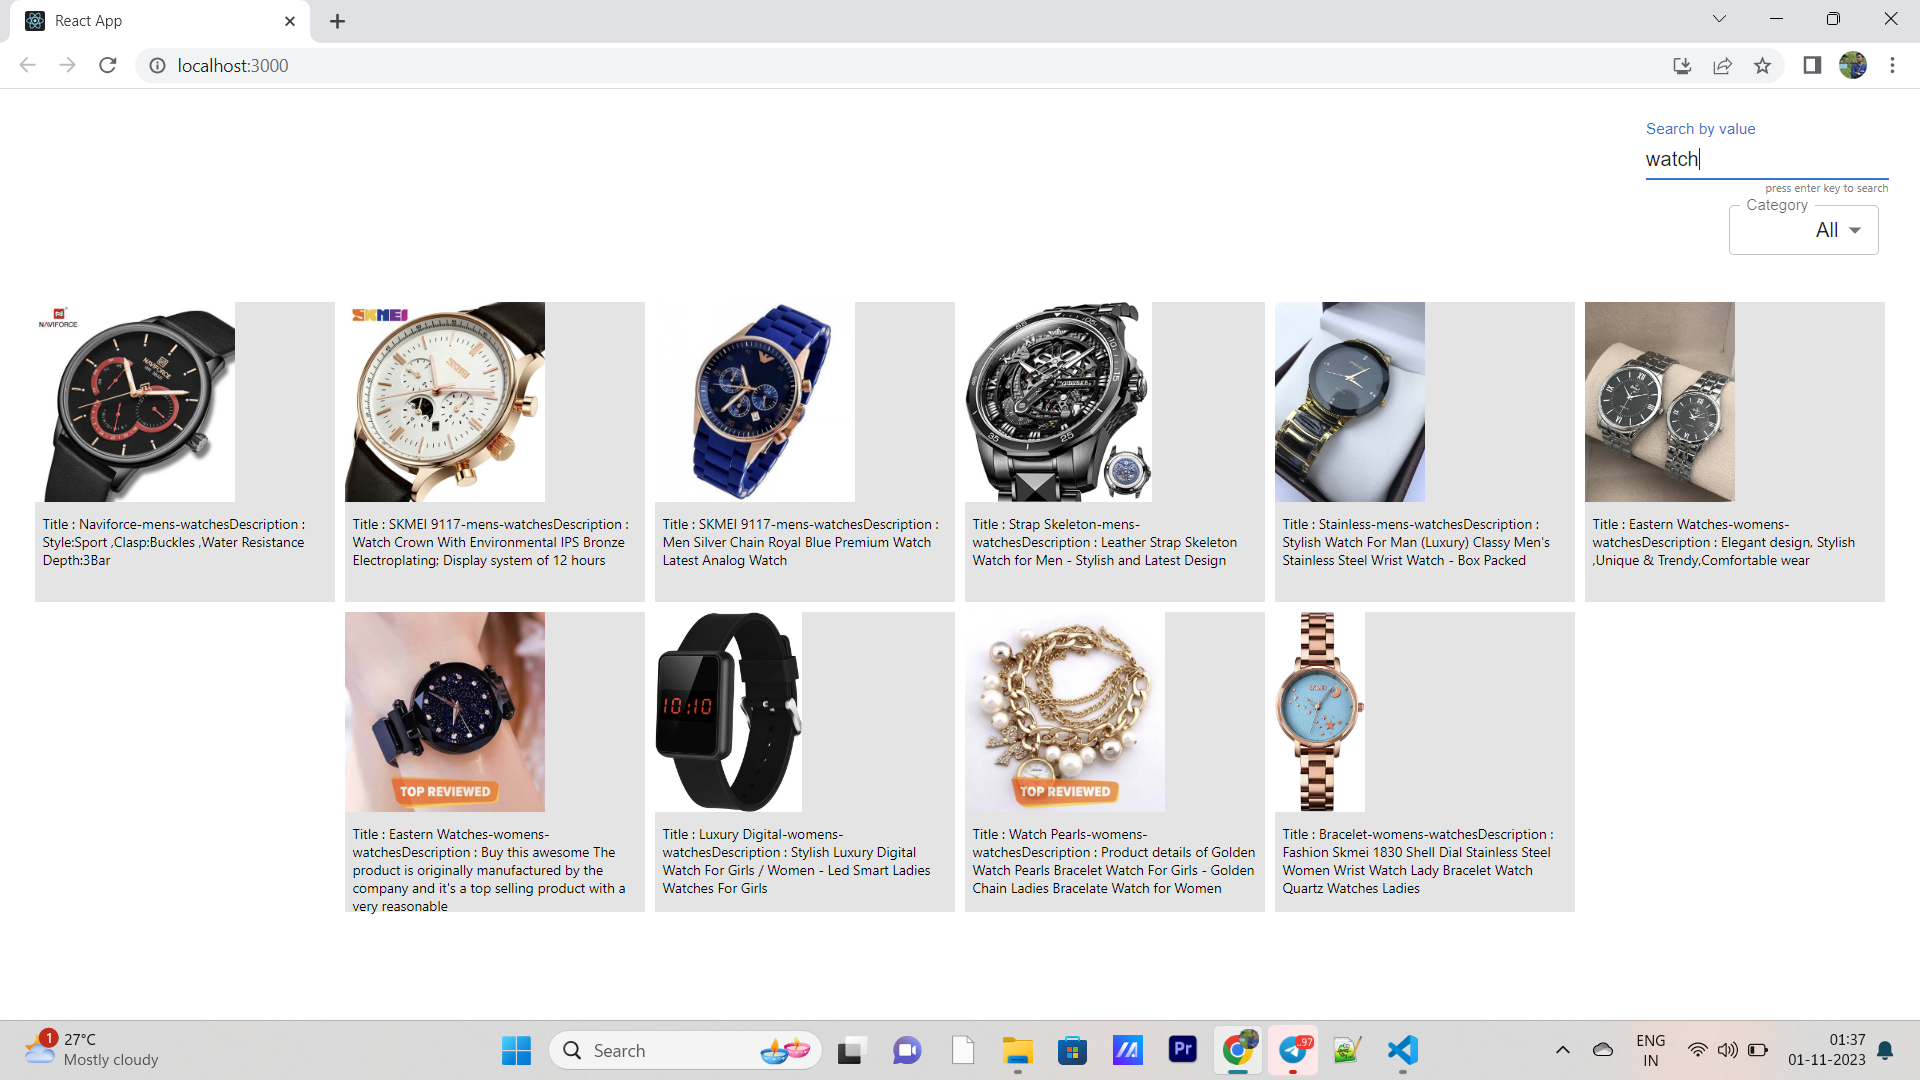 React App
localhost:3000
Search by value
watch
press enter key to search
Category
All
NAVIFORCE
NAVIFORCE
SKMEI
SKMEI
Title : Naviforce-mens-watchesDescription :
Style:Sport ,Clasp:Buckles ,Water Resistance
Depth:3Bar
Title : SKMEI 9117-mens-watchesDescription :
Watch Crown With Environmental IPS Bronze
Electroplating; Display system of 12 hours
Title : SKMEI 9117-mens-watchesDescription :
Men Silver Chain Royal Blue Premium Watch
Latest Analog Watch
Title : Strap Skeleton-mens-
watchesDescription : Leather Strap Skeleton
Watch for Men - Stylish and Latest Design
Title : Stainless-mens-watchesDescription :
Stylish Watch For Man (Luxury) Classy Men's
Stainless Steel Wrist Watch - Box Packed
Title : Eastern Watches-womens-
watchesDescription : Elegant design, Stylish
,Unique & Trendy,Comfortable wear
TOP REVIEWED
10:10
TOP REVIEWED
SKMEI
Title : Eastern Watches-womens-
watchesDescription : Buy this awesome The
product is originally manufactured by the
company and it's a top selling product with a
very reasonable
Title : Luxury Digital-womens-
watchesDescription : Stylish Luxury Digital
Watch For Girls / Women - Led Smart Ladies
Watches For Girls
Title : Watch Pearls-womens-
watchesDescription : Product details of Golden
Watch Pearls Bracelet Watch For Girls - Golden
Chain Ladies Bracelate Watch for Women
Title : Bracelet-womens-watchesDescription :
Fashion Skmei 1830 Shell Dial Stainless Steel
Women Wrist Watch Lady Bracelet Watch
Quartz Watches Ladies
1
27°C
Mostly cloudy
Search
Pr
..97
ENG
IN
01:37
01-11-2023